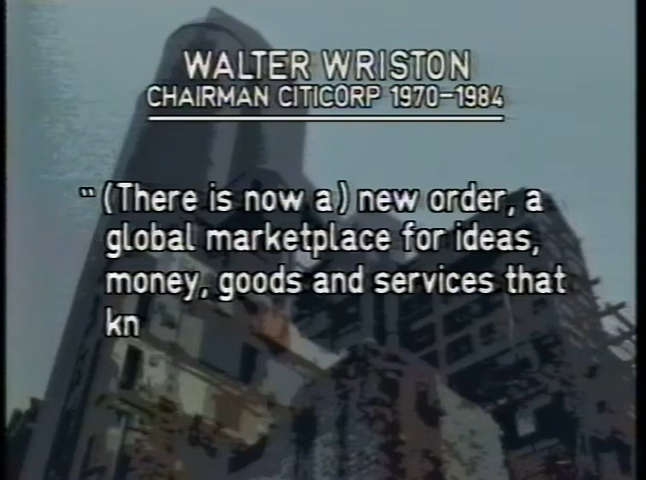 WALTER WRISTON
CHAIRMAN CITICORP 1970-1984
"(There is now a) new order, a
global marketplace for ideas,
money, goods and services that
kn